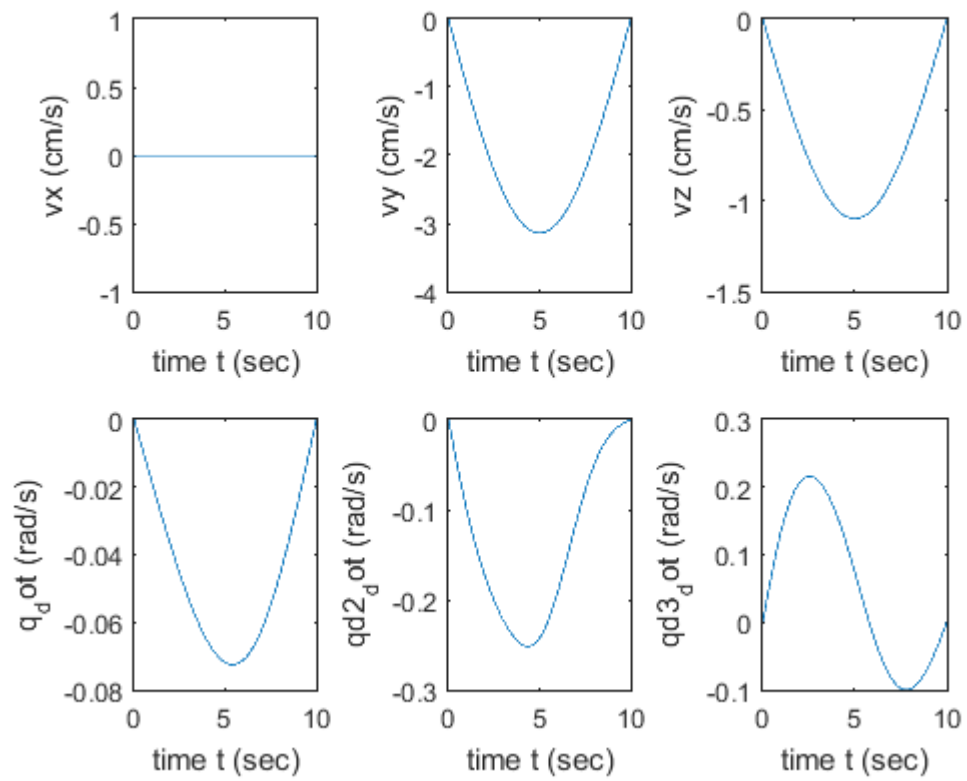 vx (cm/s)
1
0.5
0
-0.5
-1
0 5 10
time t (sec)
vy (cm/s)
0
-1
-2
-3
-4
0 5 10
time t (sec)
vz (cm/s)
0
-0.5
-1
-1.5
0 5 10
time t (sec)
q_dot (rad/s)
0
-0.02
-0.04
-0.06
-0.08
0 5 10
time t (sec)
qd2_dot (rad/s)
0
-0.1
-0.2
-0.3
0 5 10
time t (sec)
qd3_dot (rad/s)
0.3
0.2
0.1
0
-0.1
0 5 10
time t (sec)